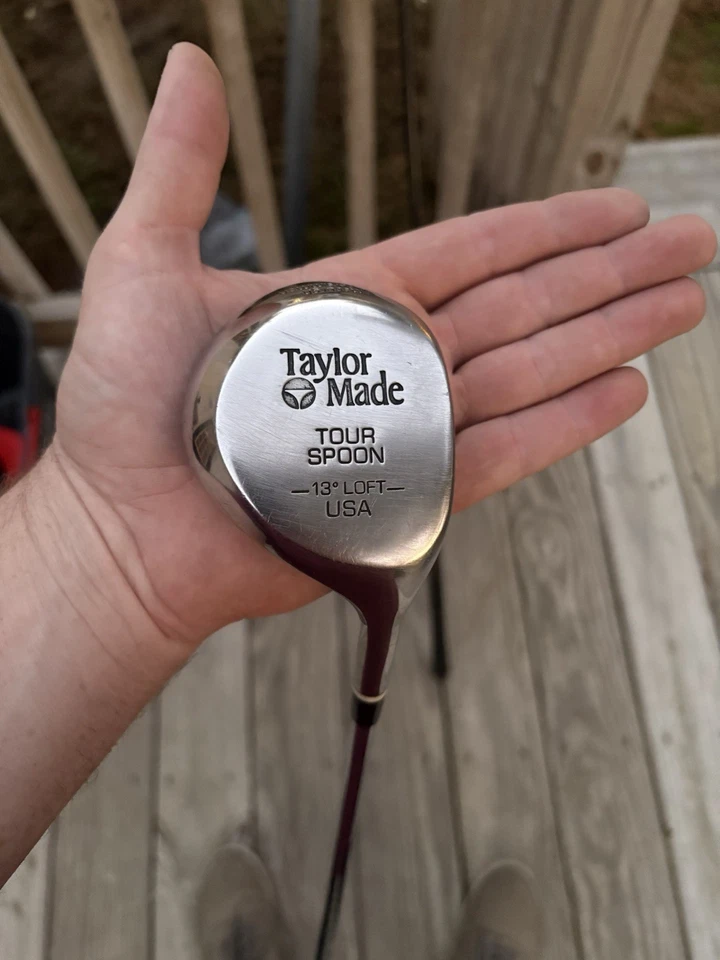 Taylor
Made
TOUR
SPOON
—13° LOFT—
USA